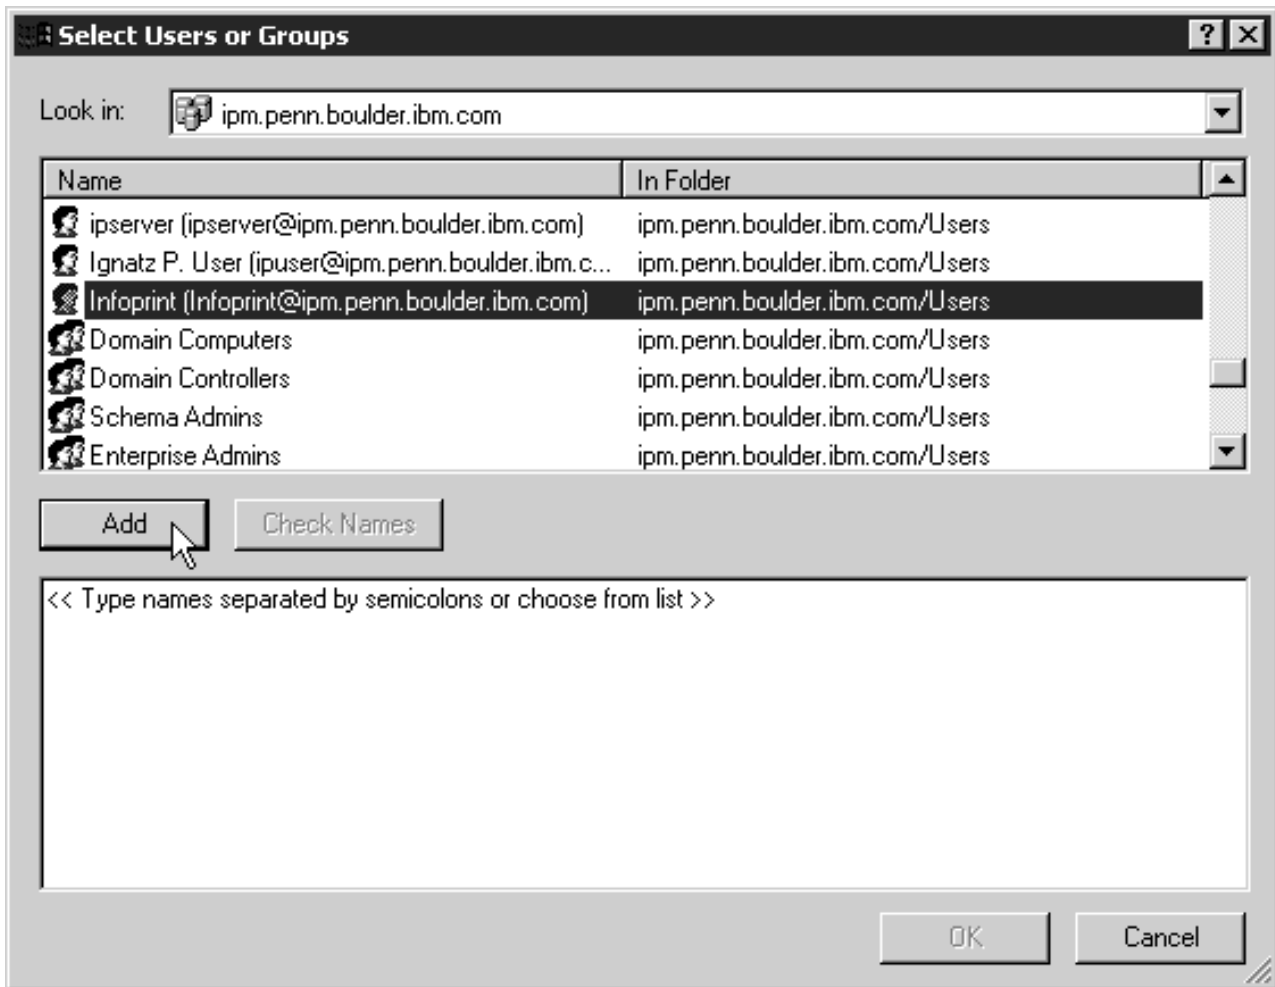 Select Users or Groups
Look in: ipm.penn.boulder.ibm.com
Name In Folder
ipserver (ipserver@ipm.penn.boulder.ibm.com) ipm.penn.boulder.ibm.com/Users
Ignatz P. User (ipuser@ipm.penn.boulder.ibm.c... ipm.penn.boulder.ibm.com/Users
Infoprint (Infoprint@ipm.penn.boulder.ibm.com) ipm.penn.boulder.ibm.com/Users
Domain Computers ipm.penn.boulder.ibm.com/Users
Domain Controllers ipm.penn.boulder.ibm.com/Users
Schema Admins ipm.penn.boulder.ibm.com/Users
Enterprise Admins ipm.penn.boulder.ibm.com/Users
Add Check Names
<< Type names separated by semicolons or choose from list >>
OK Cancel